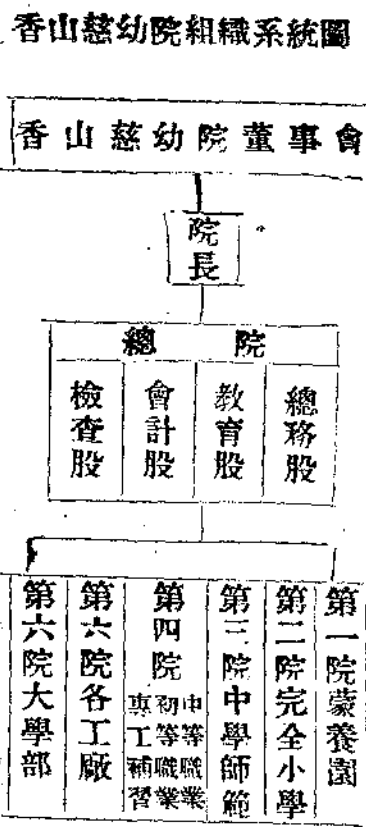 香山慈幼院組織系統圖
香山慈幼院董事會
院長
總院
總務股
教育股
會計股
檢查股
第一院蒙養園
第二院完全小學
第三院中學師範
第四院
中等職業
初等職業
專工補習
第六院各工廠
第六院大學部